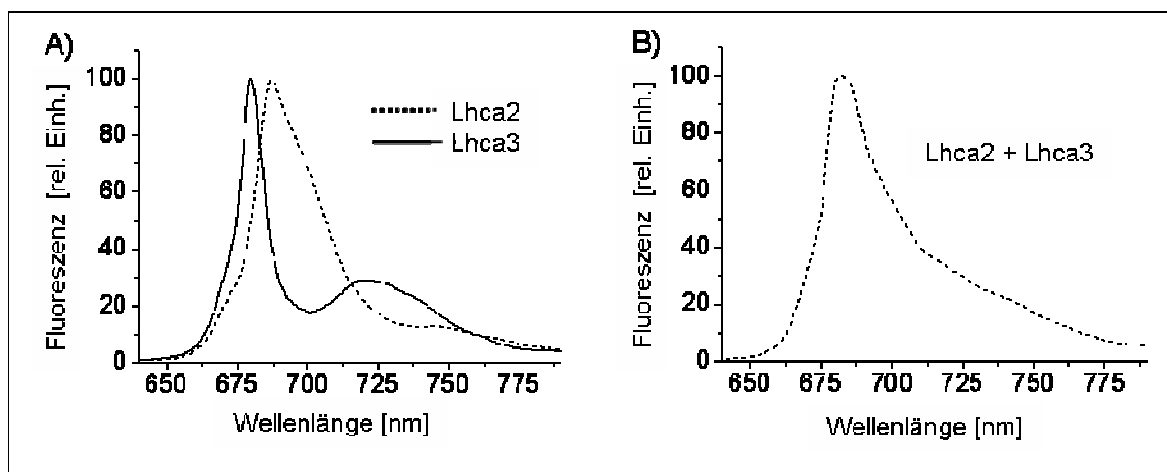 A)
Fluoreszenz [rel. Einh.]
100
80
60
40
20
0
Lhca2
Lhca3
650 675 700 725 750 775
Wellenlänge [nm]
B)
Fluoreszenz [rel. Einh.]
100
80
60
40
20
0
Lhca2 + Lhca3
650 675 700 725 750 775
Wellenlänge [nm]